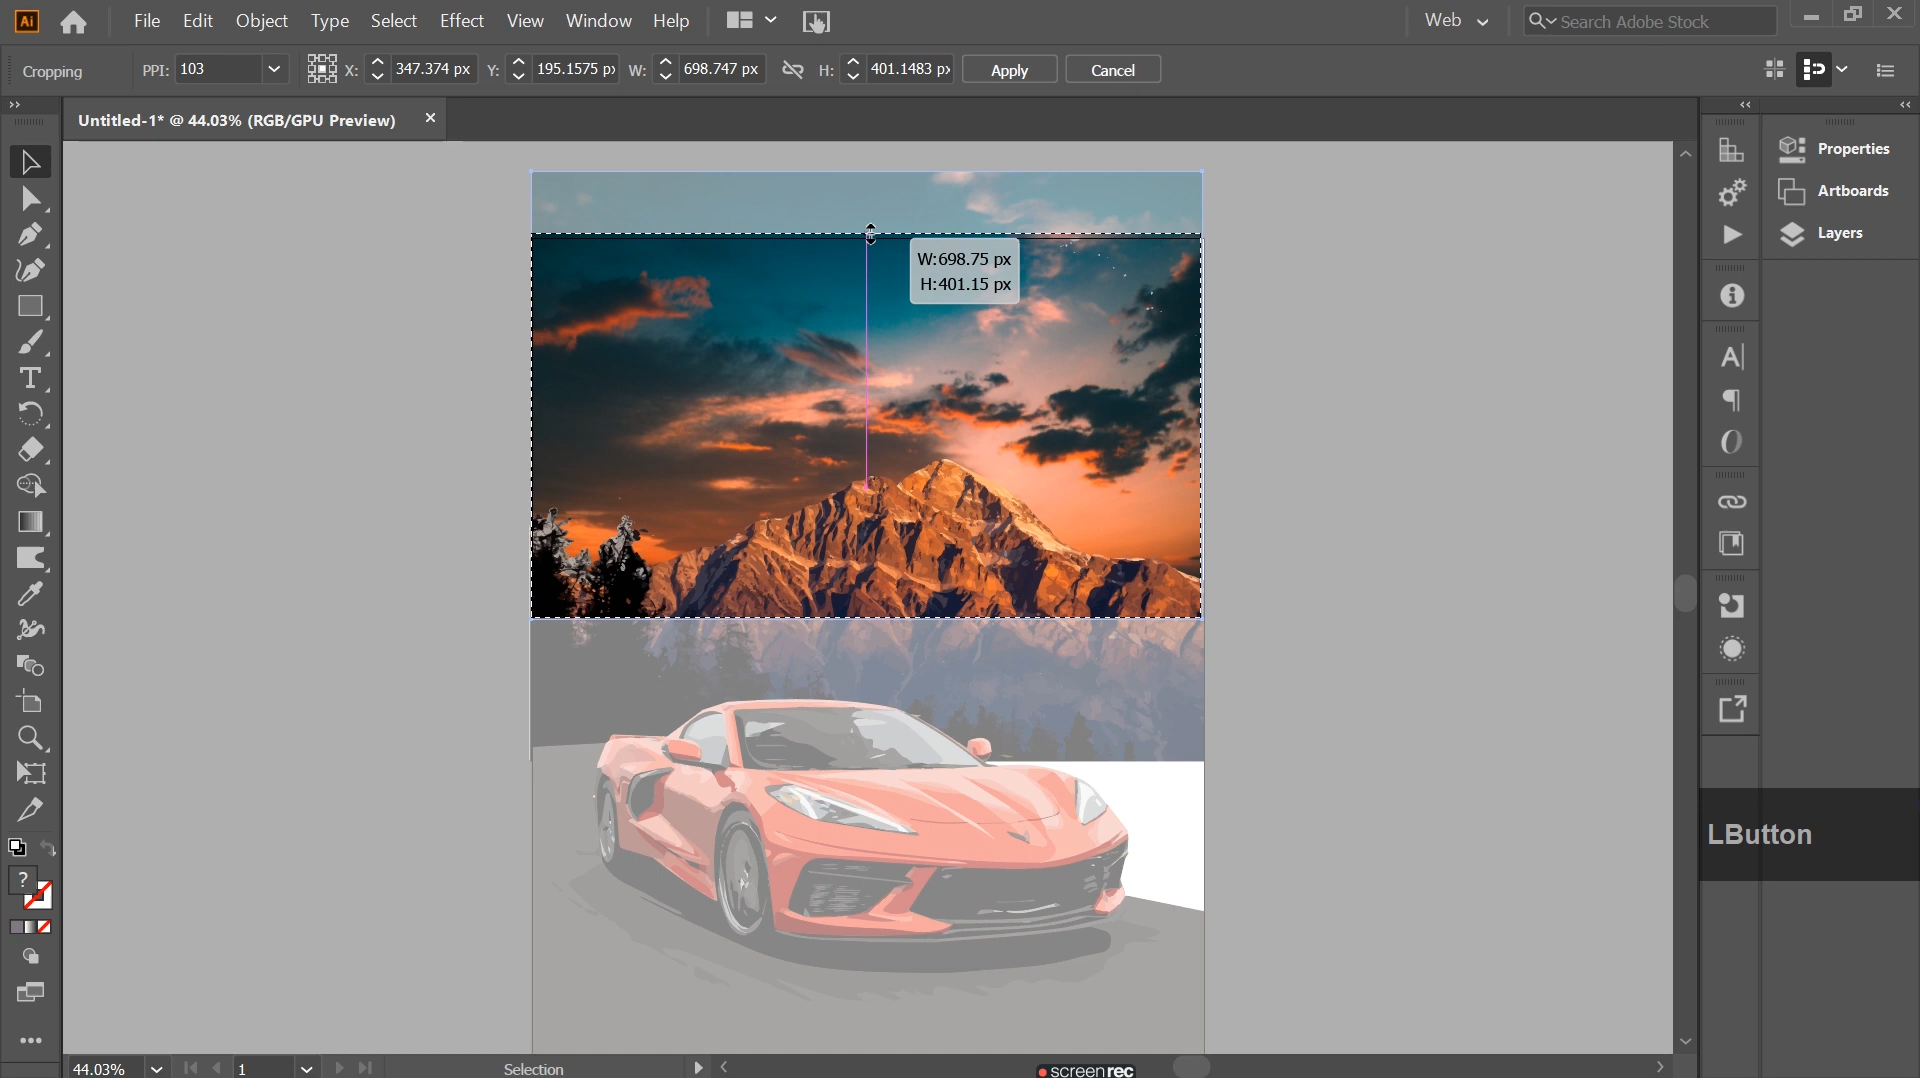 Ai File Edit Object Type Select Effect View Window Help Web Search Adobe Stock
Cropping PPI: 103 X: 347.374 px Y: 195.1575 px W: 698.747 px H: 401.1483 px Apply Cancel
Untitled-1* @ 44.03% (RGB/GPU Preview)
Properties
Artboards
Layers
W:698.75 px
H:401.15 px
LButton
44.03% 1 Selection
screenrec